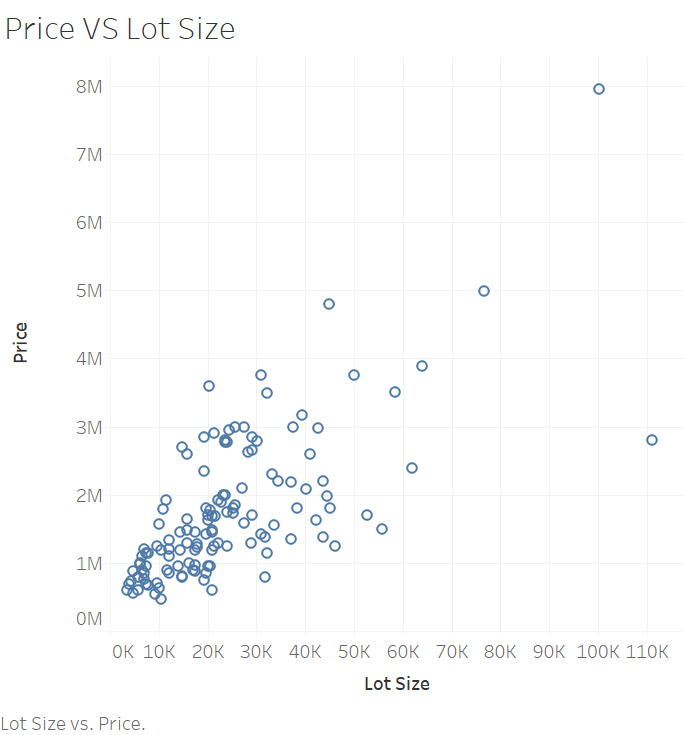 Price VS Lot Size
8M
7M
6M
5M
4M
3M
2M
1M
0M
Price
0K 10K 20K 30K 40K 50K 60K 70K 80K 90K 100K 110K
Lot Size
Lot Size vs. Price.